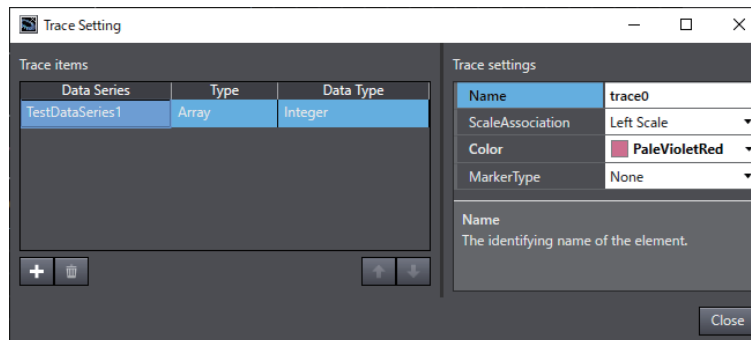 Trace Setting
Trace items
Data Series Type Data Type
TestDataSeries1 Array Integer
Trace settings
Name trace0
ScaleAssociation Left Scale
Color PaleVioletRed
MarkerType None
Name
The identifying name of the element.
Close